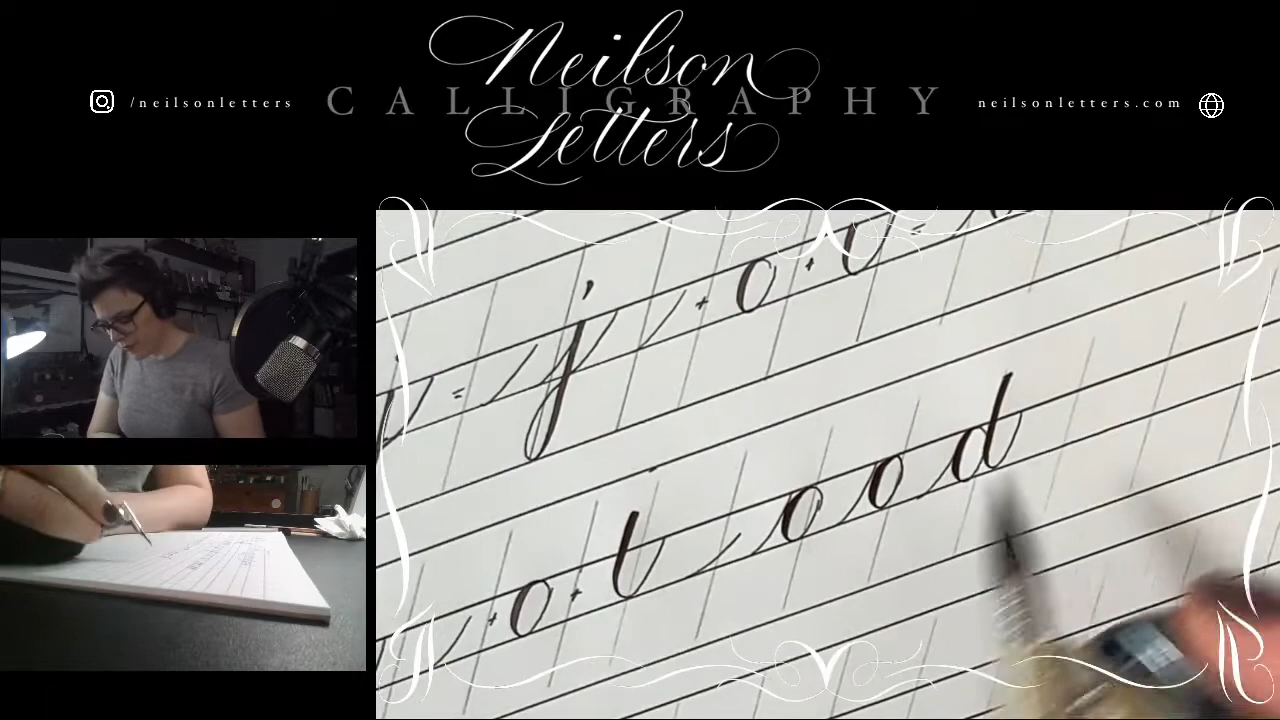 Neilson
CALLIGRAPHY
Letters
/neilsonletters
neilsonletters.com
= j + o + t =
+ o + t o o d